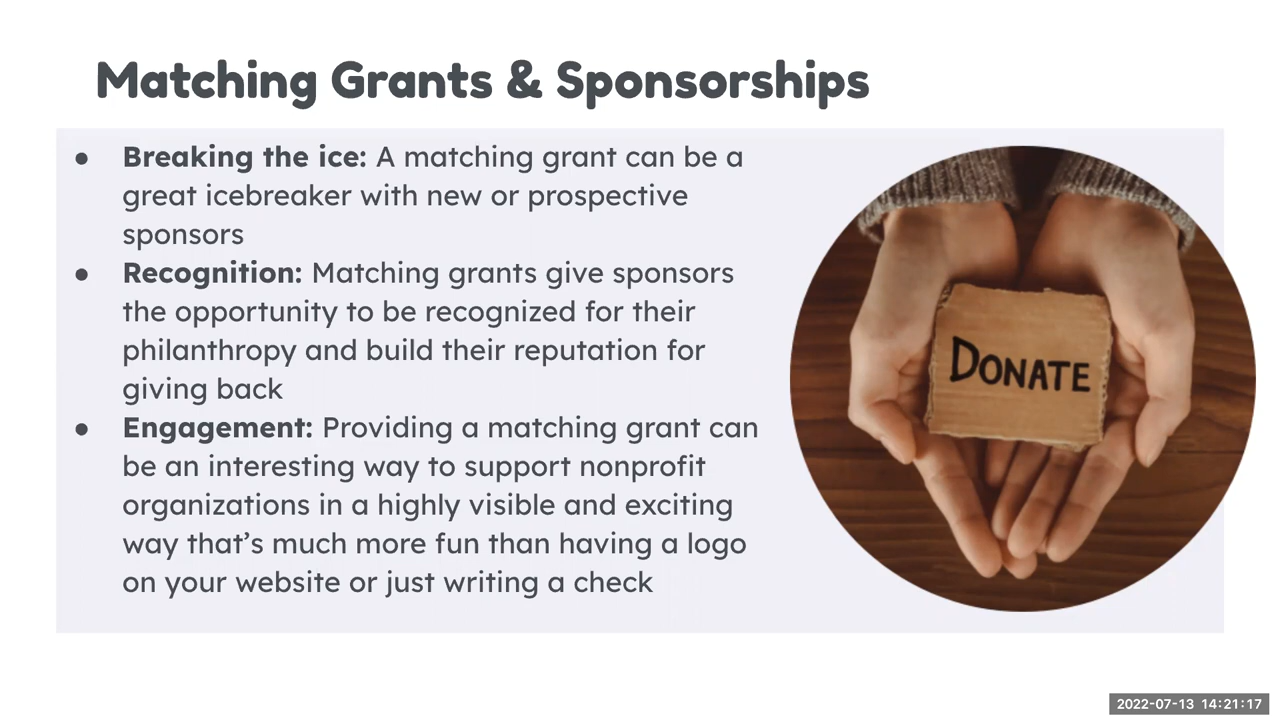 Matching Grants & Sponsorships
● Breaking the ice: A matching grant can be a
great icebreaker with new or prospective
sponsors
● Recognition: Matching grants give sponsors
the opportunity to be recognized for their
philanthropy and build their reputation for
giving back
● Engagement: Providing a matching grant can
be an interesting way to support nonprofit
organizations in a highly visible and exciting
way that’s much more fun than having a logo
on your website or just writing a check
DONATE
2022-07-13 14:21:17